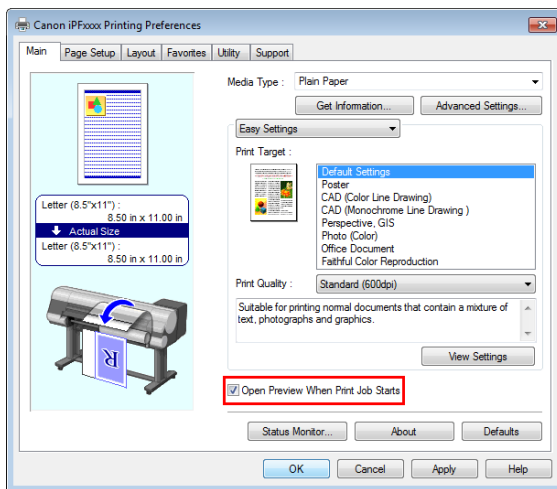 Canon iPFxxxx Printing Preferences
Main Page Setup Layout Favorites Utility Support
Media Type : Plain Paper
Get Information... Advanced Settings...
Easy Settings
Print Target :
Default Settings
Poster
CAD (Color Line Drawing)
CAD (Monochrome Line Drawing )
Perspective, GIS
Photo (Color)
Office Document
Faithful Color Reproduction
Letter (8.5"x11") :
8.50 in x 11.00 in
Actual Size
Letter (8.5"x11") :
8.50 in x 11.00 in
R
Print Quality : Standard (600dpi)
Suitable for printing normal documents that contain a mixture of
text, photographs and graphics.
View Settings
Open Preview When Print Job Starts
Status Monitor... About Defaults
OK Cancel Apply Help